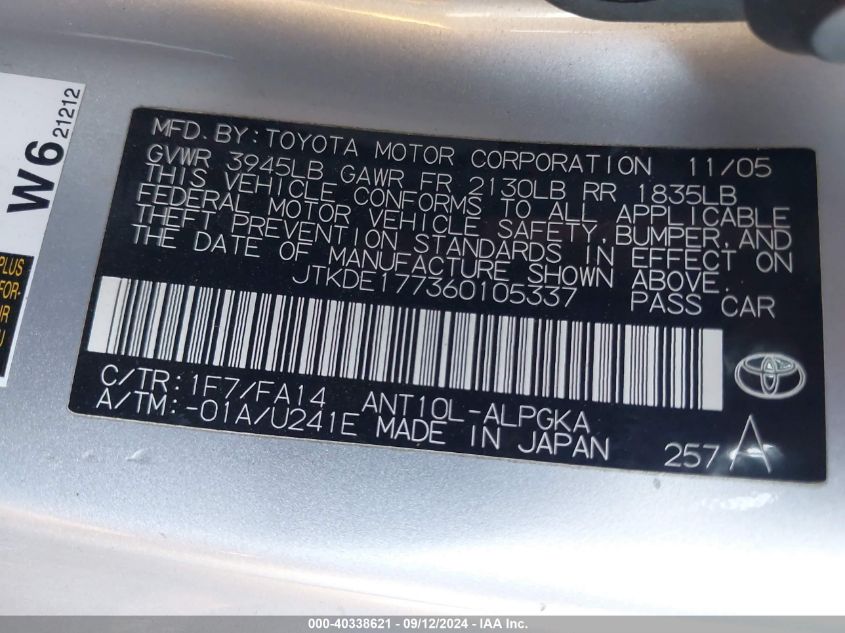 MFD. BY: TOYOTA MOTOR CORPORATION 11/05
GVWR 3945LB GAWR FR 2130LB RR 1835LB
THIS VEHICLE CONFORMS TO ALL APPLICABLE
FEDERAL MOTOR VEHICLE SAFETY, BUMPER, AND
THEFT PREVENTION STANDARDS IN EFFECT ON
THE DATE OF MANUFACTURE SHOWN ABOVE.
JTKDE177360105337 PASS CAR
C/TR: 1F7/FA14 ANT10L-ALPGKA
A/TM: -01A/U241E MADE IN JAPAN
257 A
W6
21212
PLUS
FOR-
000-40338621 - 09/12/2024 - IAA Inc.